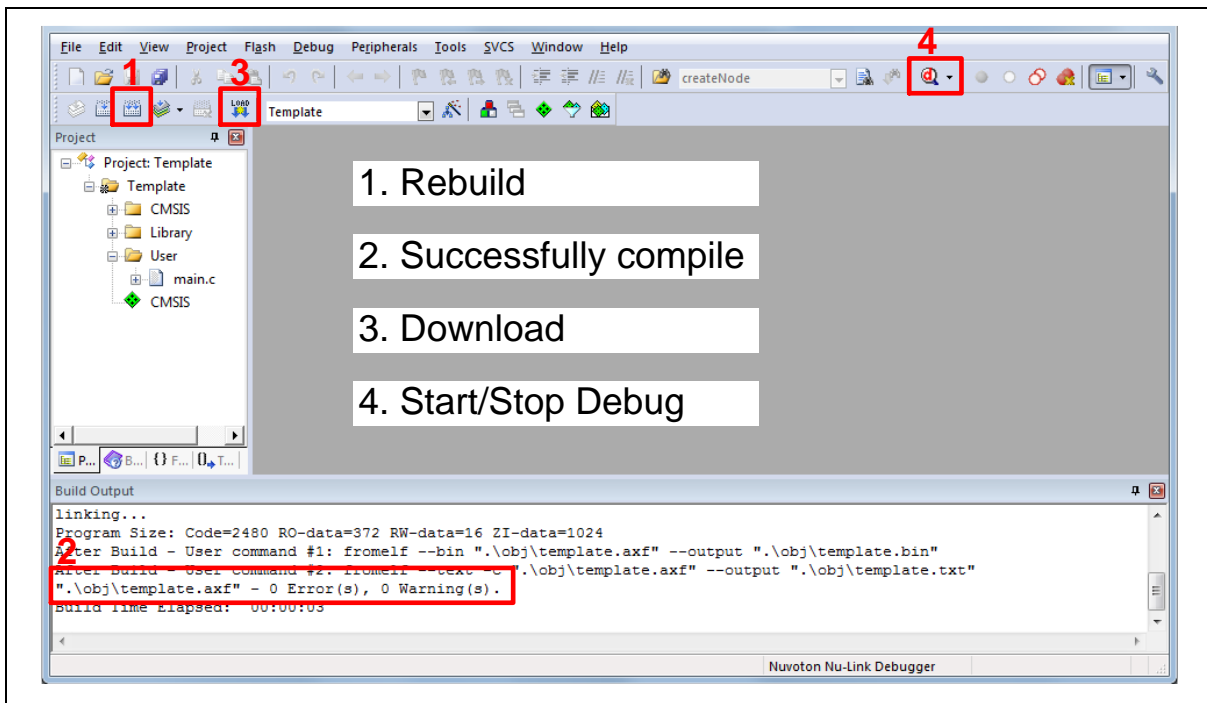 File Edit View Project Flash Debug Peripherals Tools SVCS Window Help
1 3 4
createNode
LOAD
Template
Project
Project: Template
Template
CMSIS
Library
User
main.c
CMSIS
1. Rebuild
2. Successfully compile
3. Download
4. Start/Stop Debug
P... B... {} F... 0 T...
Build Output
linking...
Program Size: Code=2480 RO-data=372 RW-data=16 ZI-data=1024
After Build - User command #1: fromelf --bin ".\obj\template.axf" --output ".\obj\template.bin"
2
After Build - User command #2: fromelf --text -c ".\obj\template.axf" --output ".\obj\template.txt"
".\obj\template.axf" - 0 Error(s), 0 Warning(s).
Build Time Elapsed: 00:00:03
Nuvoton Nu-Link Debugger